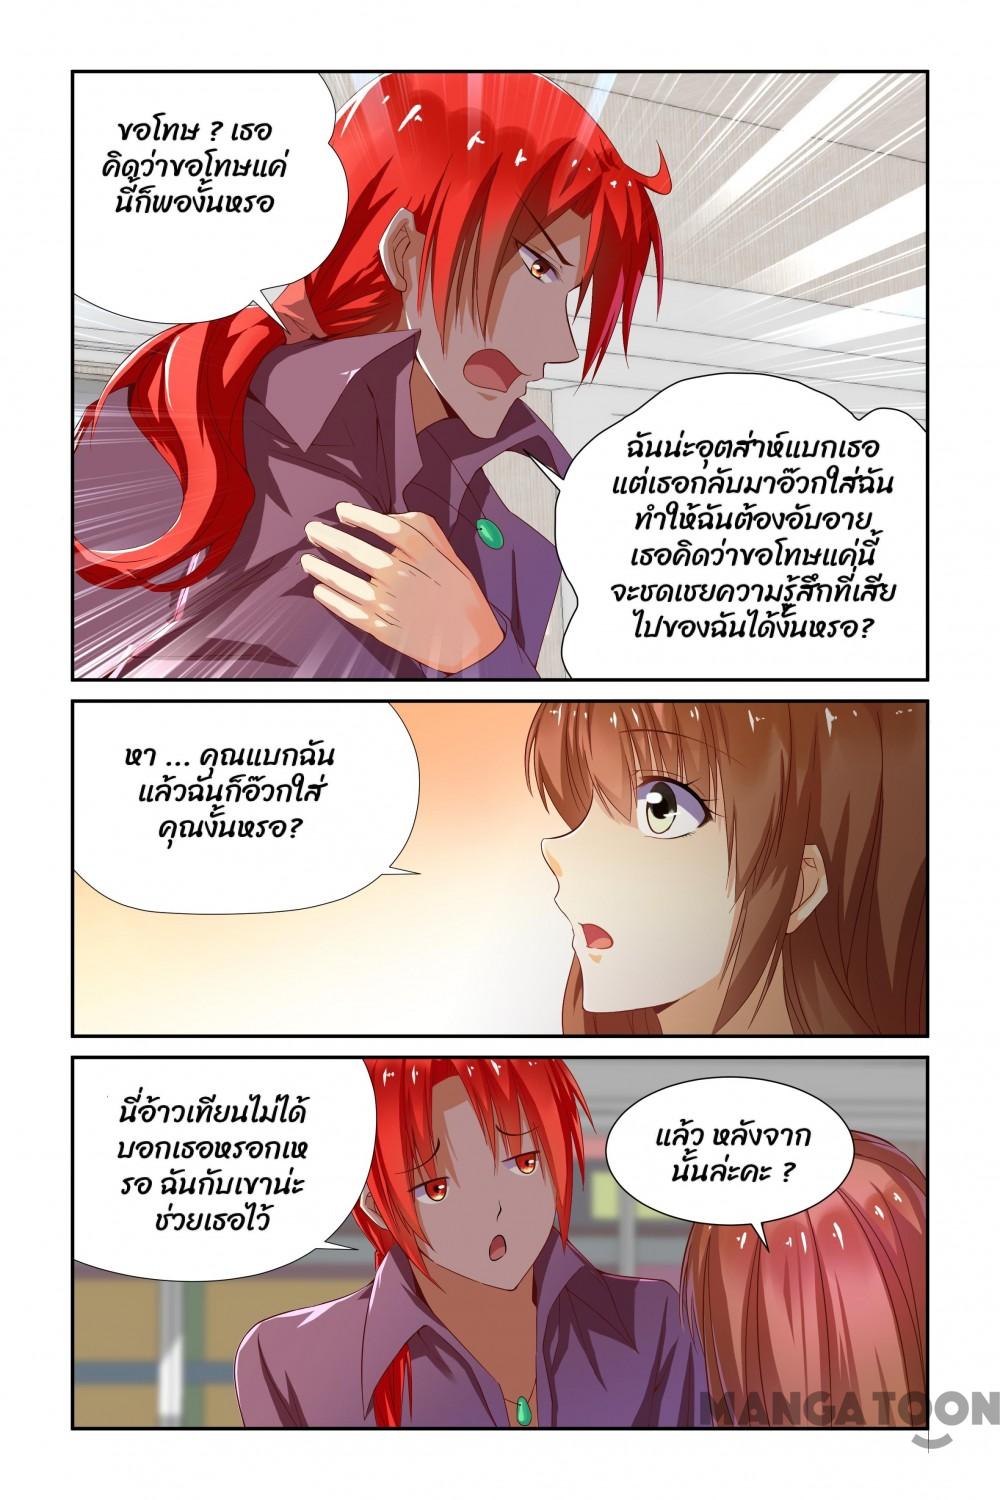 ขอโทษ ? เธอ
คิดว่าขอโทษแค่
นี้ก็พองั้นหรอ
ฉันน่ะอุตส่าห์แบกเธอ
แต่เธอกลับมาอ๊วกใส่ฉัน
ทำให้ฉันต้องอับอาย
เธอคิดว่าขอโทษแค่นี้
จะชดเชยความรู้สึกที่เสีย
ไปของฉันได้งั้นหรอ?
หา ... คุณแบกฉัน
แล้วฉันก็อ๊วกใส่
คุณงั้นหรอ?
นี่อ้าวเทียนไม่ได้
บอกเธอหรอกเห
รอ ฉันกับเขาน่ะ
ช่วยเธอไว้
แล้ว หลังจาก
นั้นล่ะคะ ?
MANGA TOON